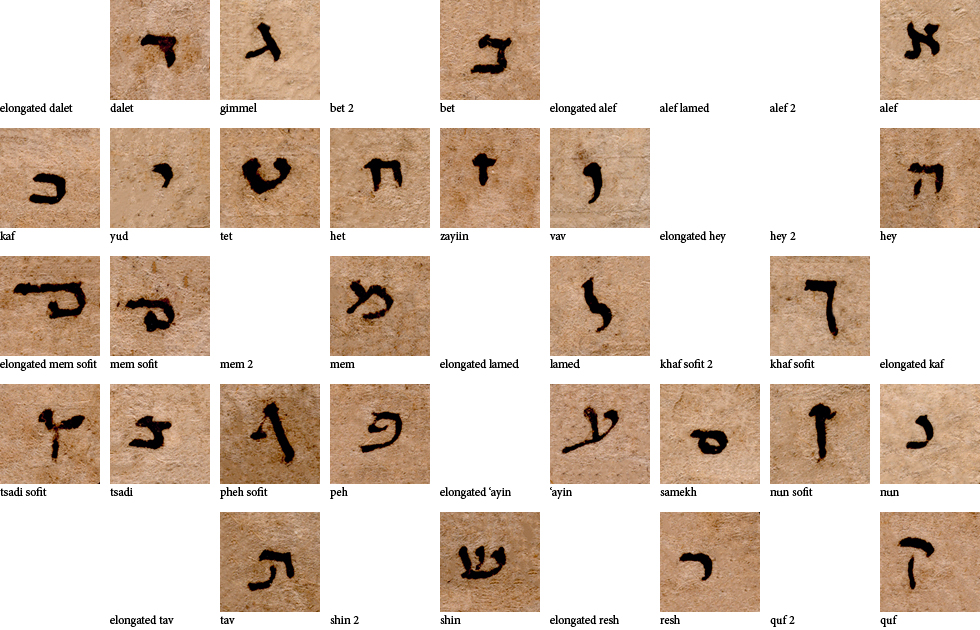 א ב ג ד
elongated dalet dalet gimmel bet 2 bet elongated alef alef lamed alef 2 alef
ה ו ז ח ט י כ
kaf yud tet het zayiin vav elongated hey hey 2 hey
ך ל מ ם ם
elongated mem sofit mem sofit mem 2 mem elongated lamed lamed khaf sofit 2 khaf sofit elongated kaf
נ ן ס ע פ ף צ ץ
tsadi sofit tsadi pheh sofit peh elongated ‘ayin ‘ayin samekh nun sofit nun
ק ר ש ת
elongated tav tav shin 2 shin elongated resh resh quf 2 quf